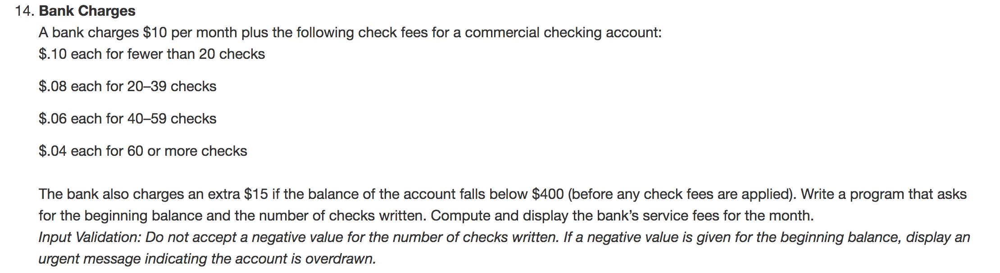 14. Bank Charges
A bank charges $10 per month plus the following check fees for a commercial checking account:
$.10 each for fewer than 20 checks
$.08 each for 20–39 checks
$.06 each for 40–59 checks
$.04 each for 60 or more checks
The bank also charges an extra $15 if the balance of the account falls below $400 (before any check fees are applied). Write a program that asks
for the beginning balance and the number of checks written. Compute and display the bank’s service fees for the month.
Input Validation: Do not accept a negative value for the number of checks written. If a negative value is given for the beginning balance, display an
urgent message indicating the account is overdrawn.